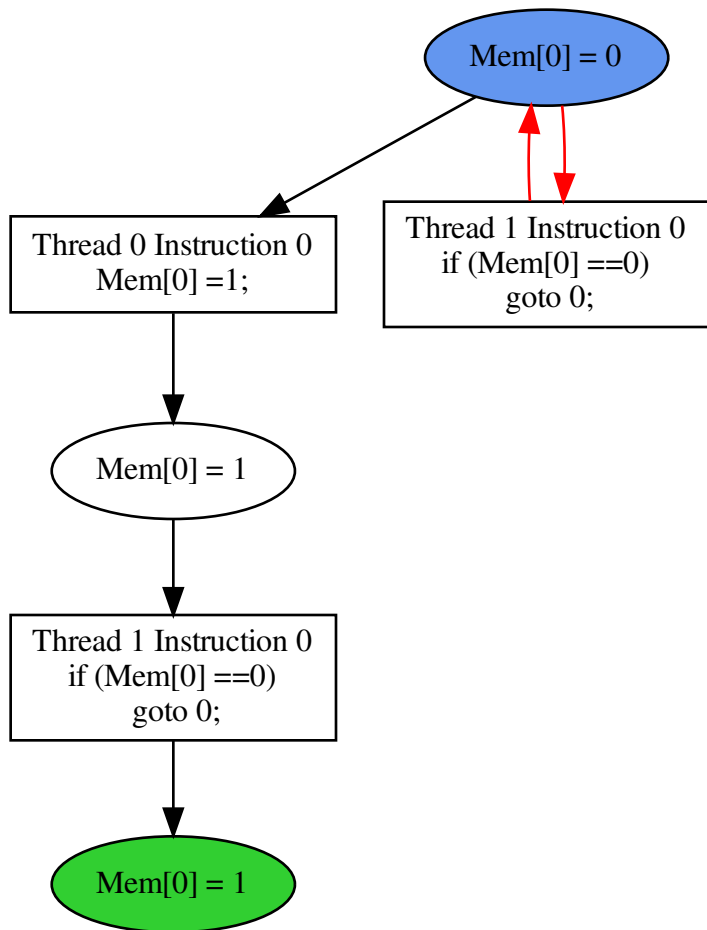 Mem[0] = 0
Thread 0 Instruction 0
Mem[0] =1;
Thread 1 Instruction 0
if (Mem[0] ==0)
goto 0;
Mem[0] = 1
Thread 1 Instruction 0
if (Mem[0] ==0)
goto 0;
Mem[0] = 1